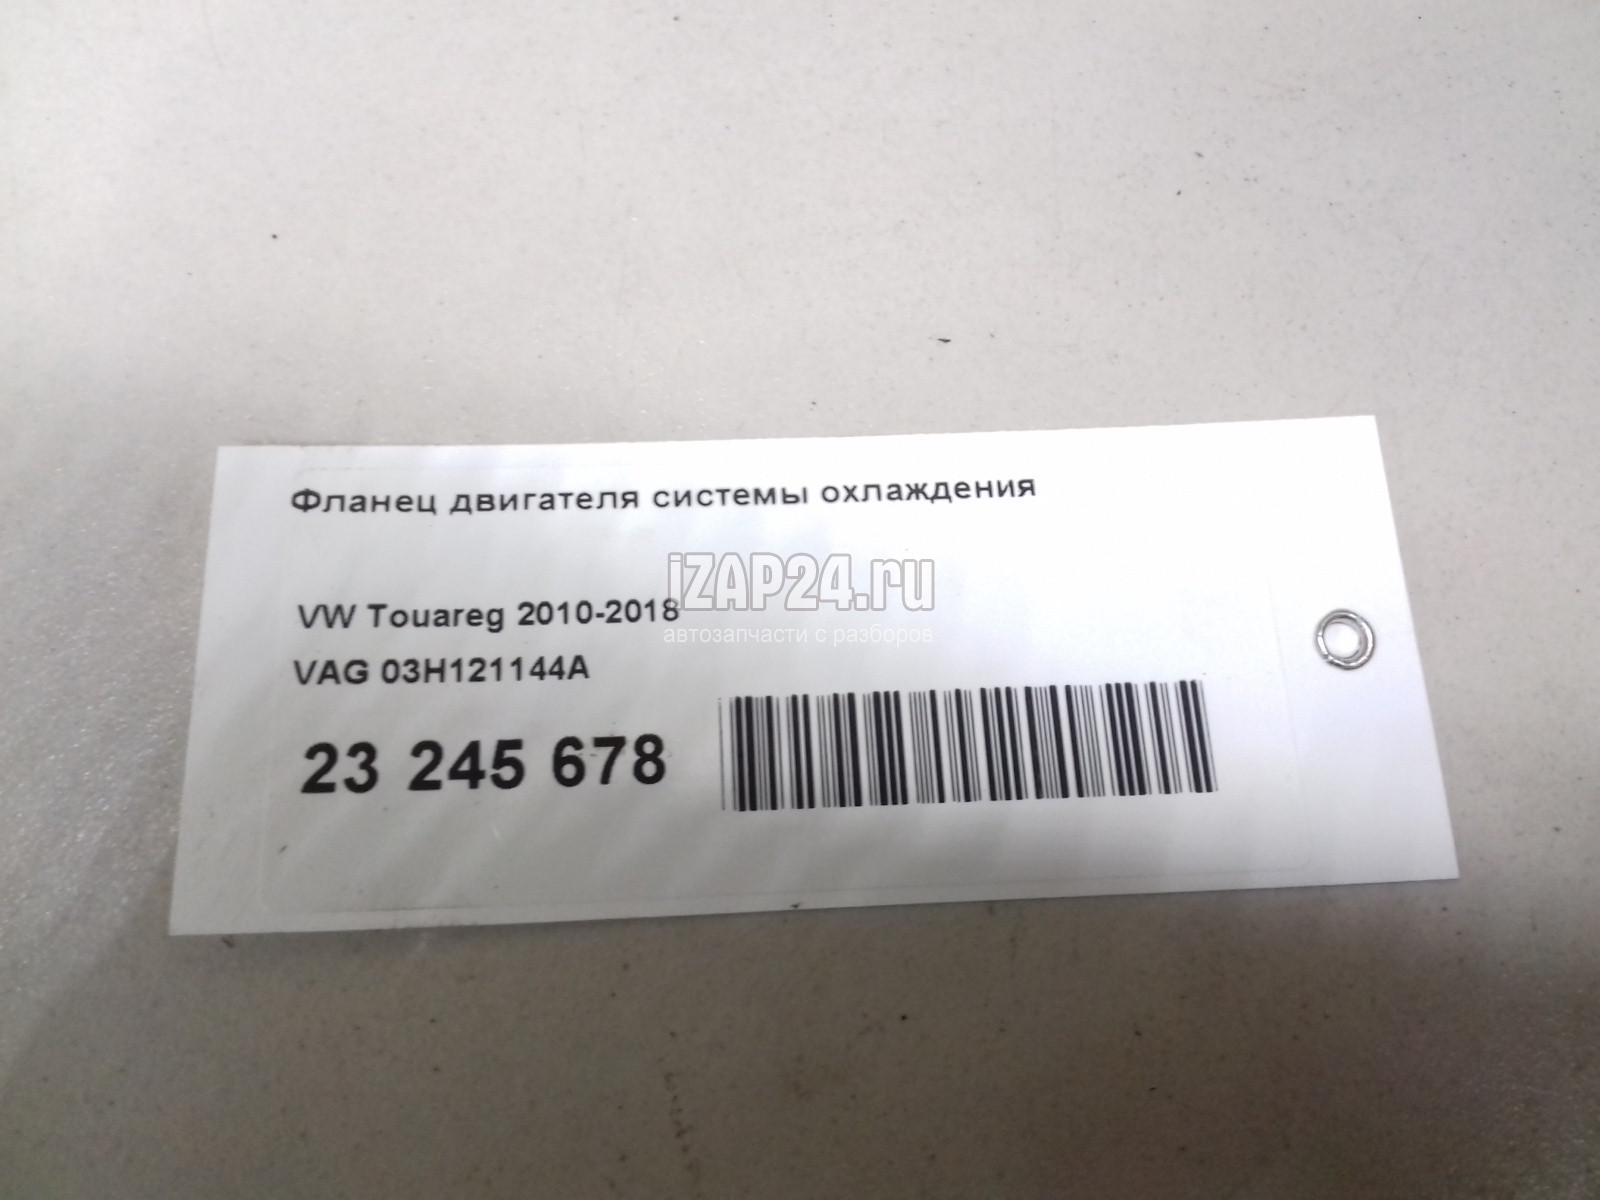 Фланец двигателя системы охлаждения
iZAP24.ru
VW Touareg 2010-2018
автозапчасти с разборов
VAG 03H121144A
23 245 678